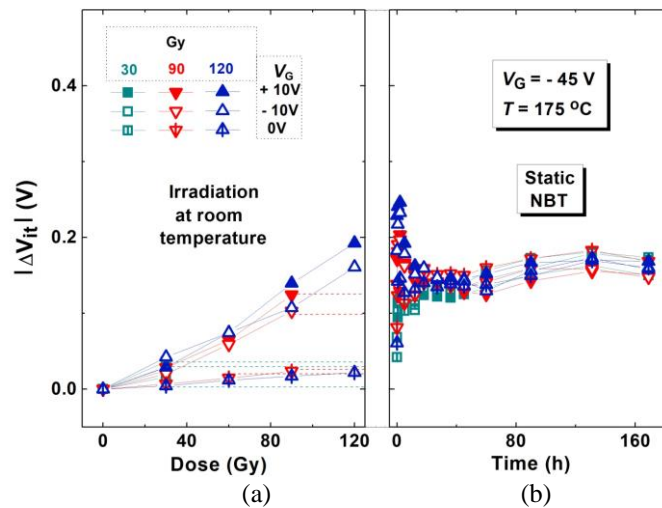 |ΔV_it| (V)
0.4
0.2
0.0
Gy
30 90 120 V_G
+ 10V
- 10V
0V
Irradiation
at room
temperature
0 40 80 120
Dose (Gy)
(a)
V_G = - 45 V
T = 175 ºC
Static
NBT
0 80 160
Time (h)
(b)